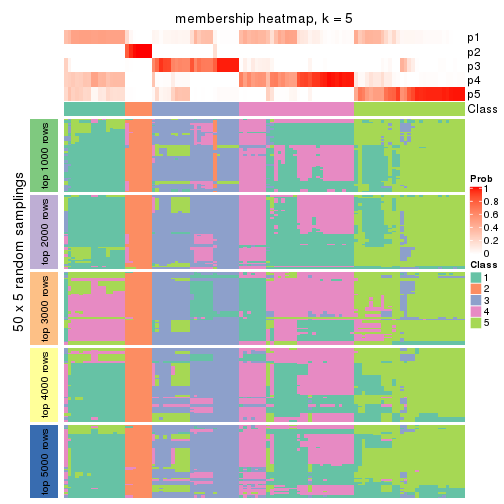 membership heatmap, k = 5
p1
p2
p3
p4
p5
Class
50 x 5 random samplings
top 1000 rows
top 2000 rows
top 3000 rows
top 4000 rows
top 5000 rows
Prob
1
0.8
0.6
0.4
0.2
0
Class
1
2
3
4
5